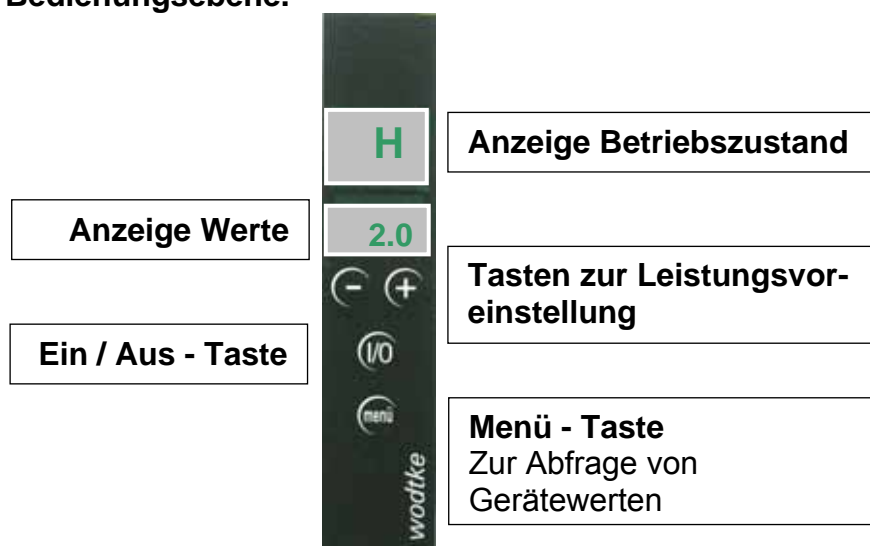 Bedienungsebene:
H
Anzeige Betriebszustand
Anzeige Werte
2.0
- +
Tasten zur Leistungsvor-
einstellung
Ein / Aus - Taste
I/O
menü
Menü - Taste
Zur Abfrage von
Gerätewerten
wodtke